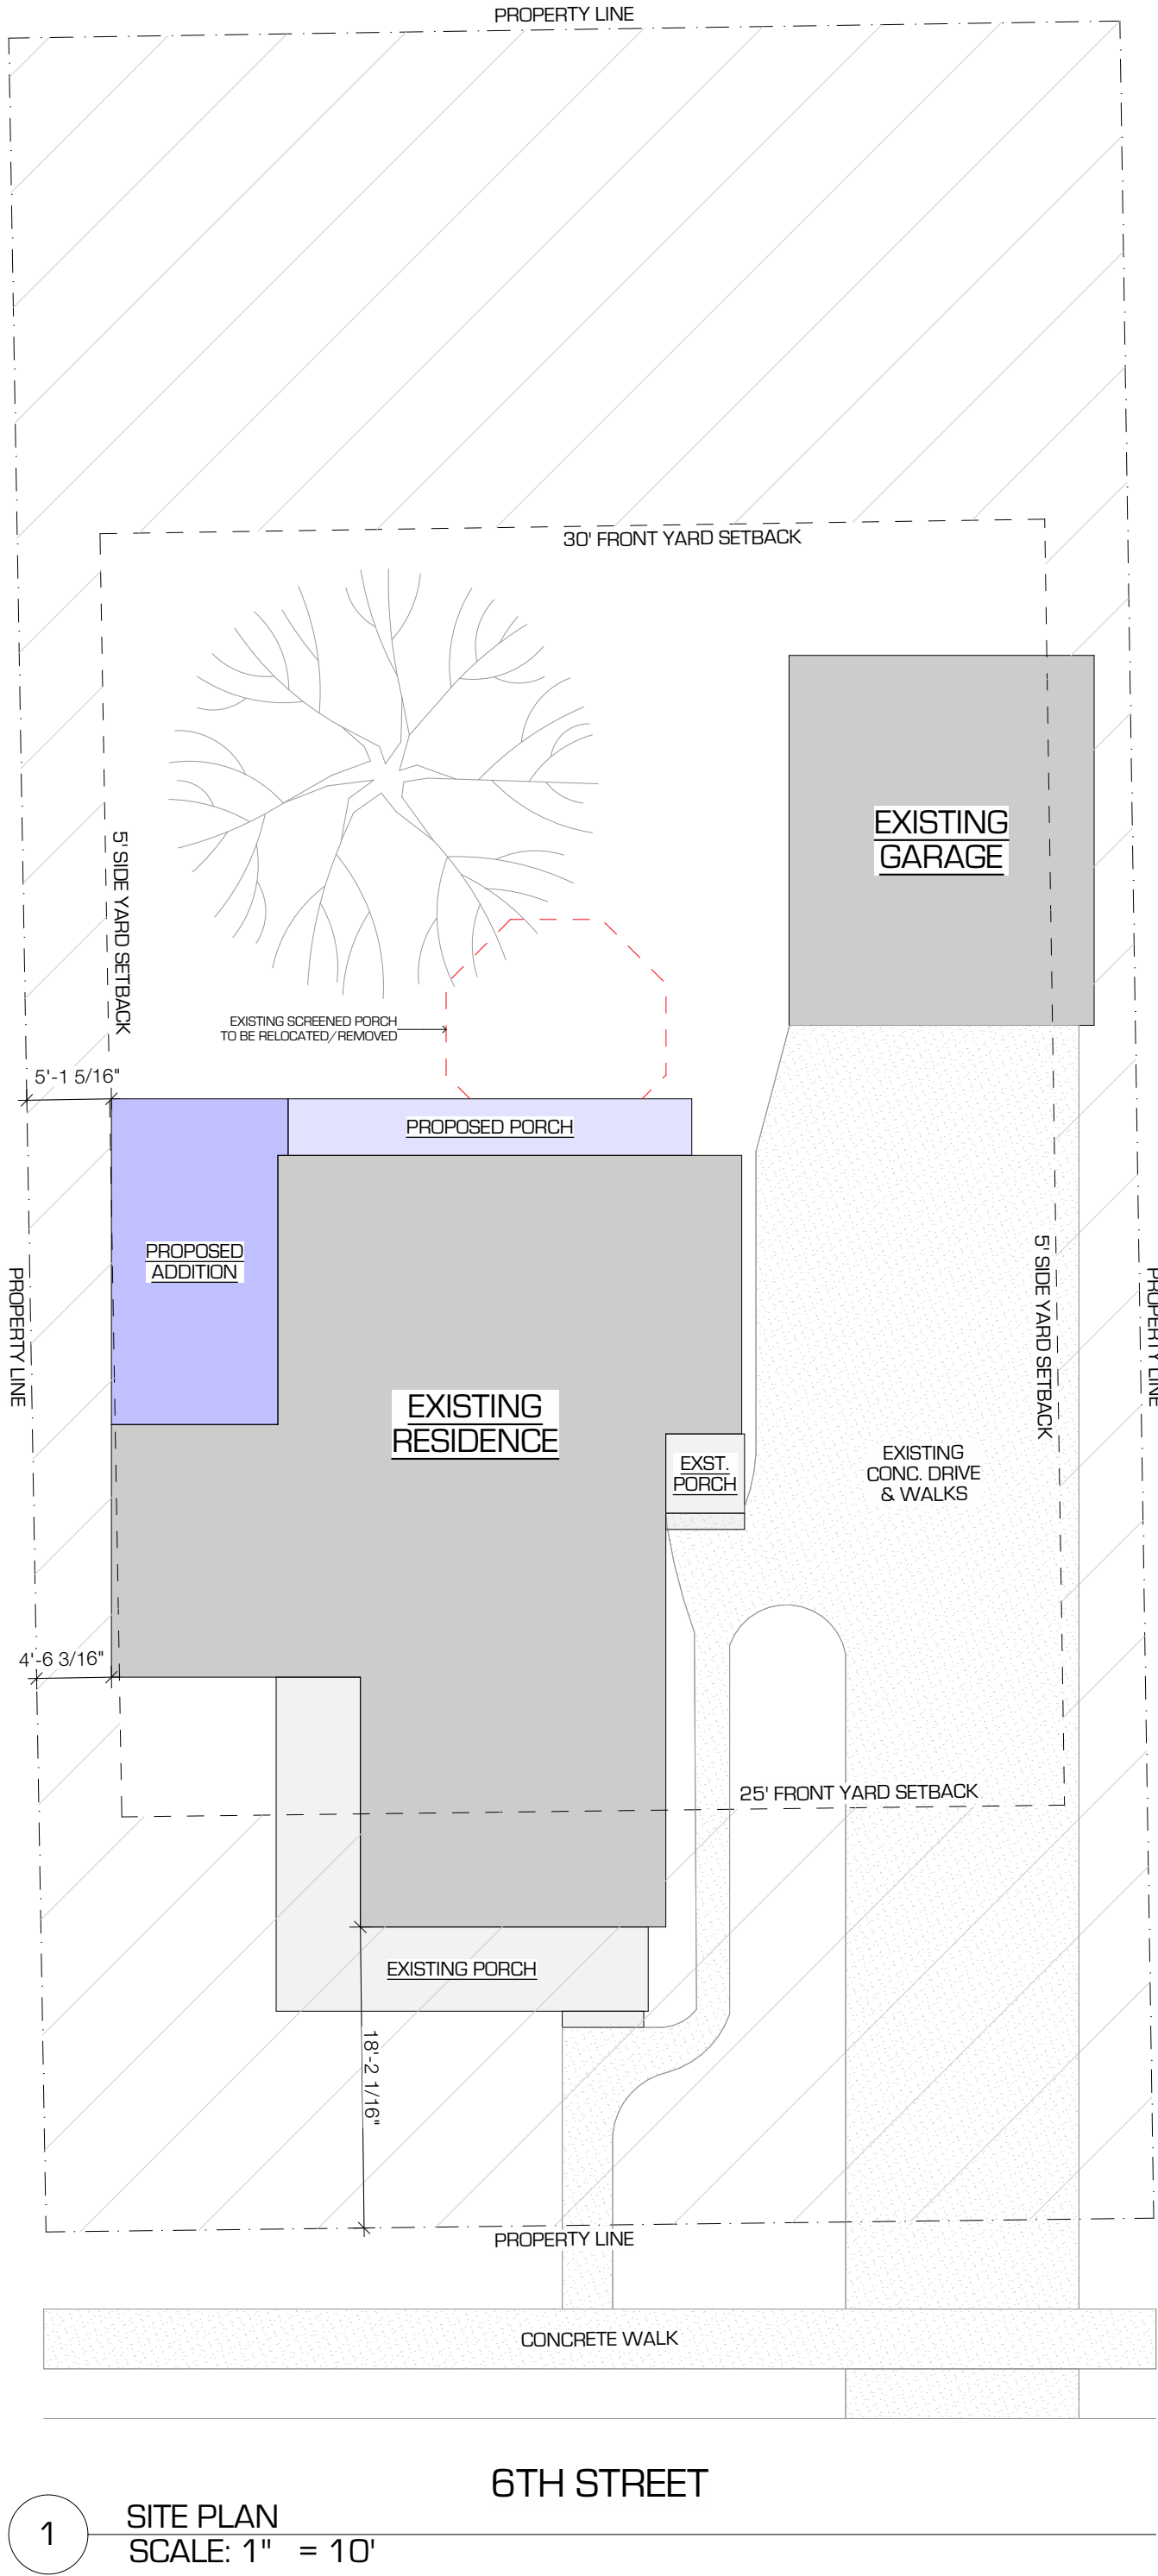 PROPERTY LINE
30' FRONT YARD SETBACK
EXISTING
GARAGE
5' SIDE YARD SETBACK
EXISTING SCREENED PORCH
TO BE RELOCATED/REMOVED
5'-1 5/16"
PROPOSED PORCH
PROPOSED
ADDITION
PROPERTY LINE
5' SIDE YARD SETBACK
PROPERTY LINE
EXISTING
RESIDENCE
EXST.
PORCH
EXISTING
CONC. DRIVE
& WALKS
4'-6 3/16"
25' FRONT YARD SETBACK
EXISTING PORCH
18'-2 1/16"
PROPERTY LINE
CONCRETE WALK
6TH STREET
1
SITE PLAN
SCALE: 1" = 10'